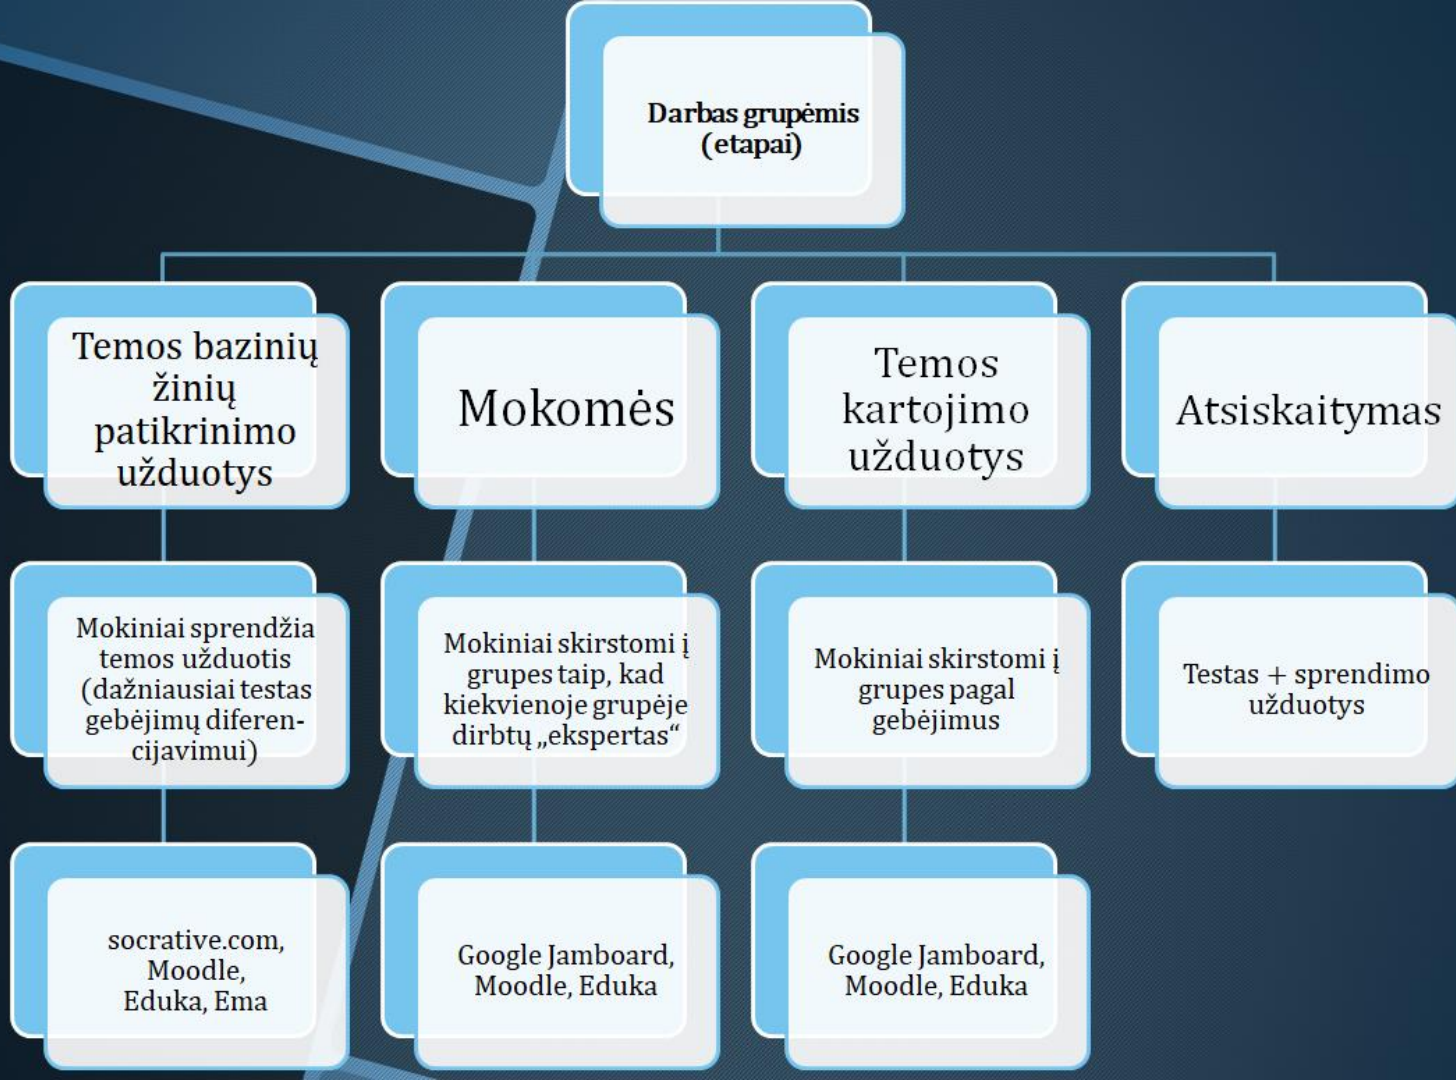 Darbas grupėmis
(etapai)
Temos bazinių
žinių
patikrinimo
užduotys
Mokomės
Temos
kartojimo
užduotys
Atsiskaitymas
Mokiniai sprendžia
temos užduotis
(dažniausiai testas
gebėjimų diferen-
cijavimui)
Mokiniai skirstomi į
grupes taip, kad
kiekvienoje grupėje
dirbtų „ekspertas“
Mokiniai skirstomi į
grupes pagal
gebėjimus
Testas + sprendimo
užduotys
socrative.com,
Moodle,
Eduka, Ema
Google Jamboard,
Moodle, Eduka
Google Jamboard,
Moodle, Eduka